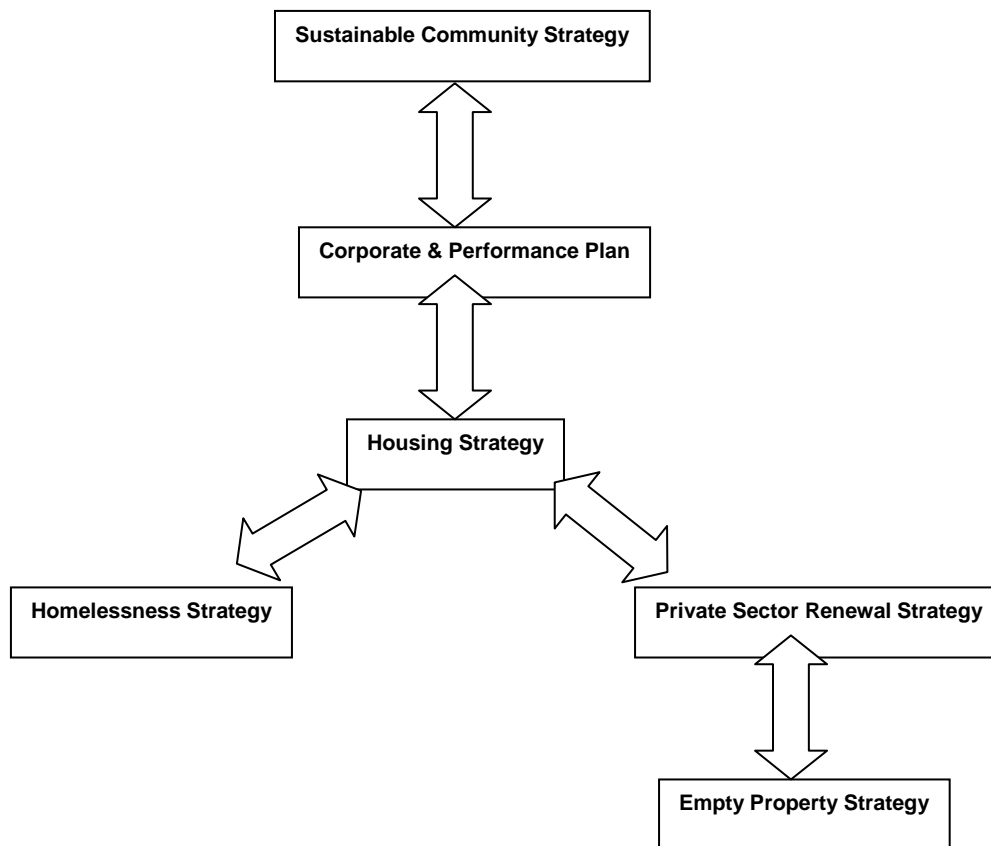 Sustainable Community Strategy
Corporate & Performance Plan
Housing Strategy
Homelessness Strategy
Private Sector Renewal Strategy
Empty Property Strategy